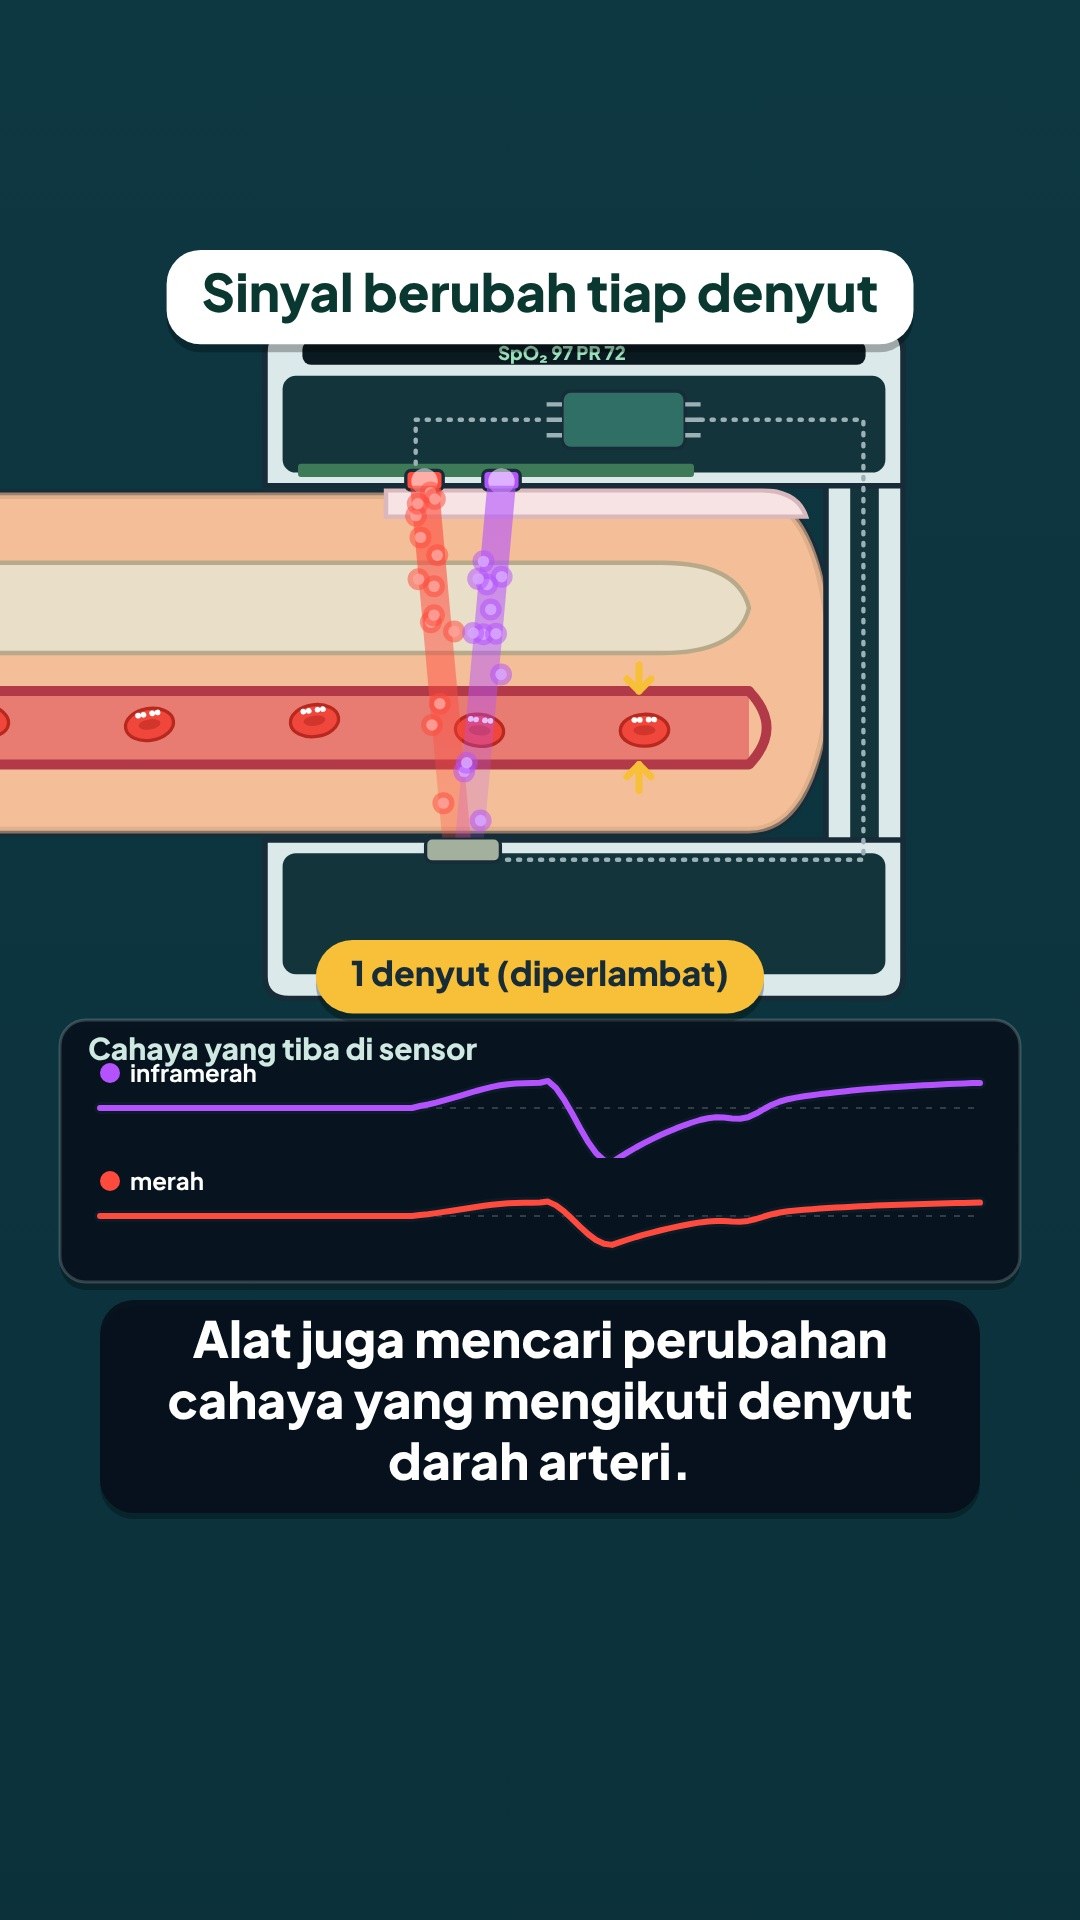 Sinyal berubah tiap denyut
SpO₂ 97 PR 72
1 denyut (diperlambat)
Cahaya yang tiba di sensor
inframerah
merah
Alat juga mencari perubahan
cahaya yang mengikuti denyut
darah arteri.